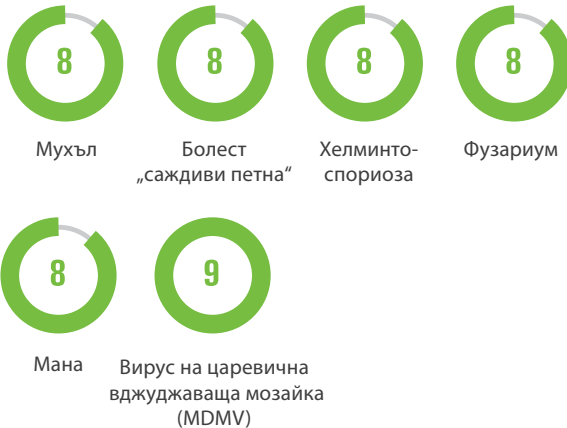 8
8
8
8
Мухъл
Болест
„саждиви петна“
Хелминто-
спориоза
Фузариум
8
9
Мана
Вирус на царевична
вджуджаваща мозайка
(MDMV)